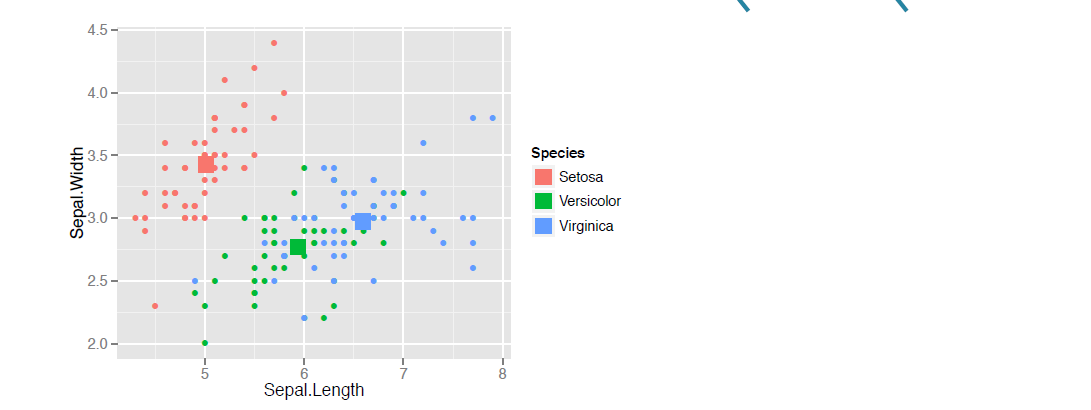 4.5
4.0
3.5
3.0
2.5
2.0
Sepal.Width
5 6 7 8
Sepal.Length
Species
Setosa
Versicolor
Virginica